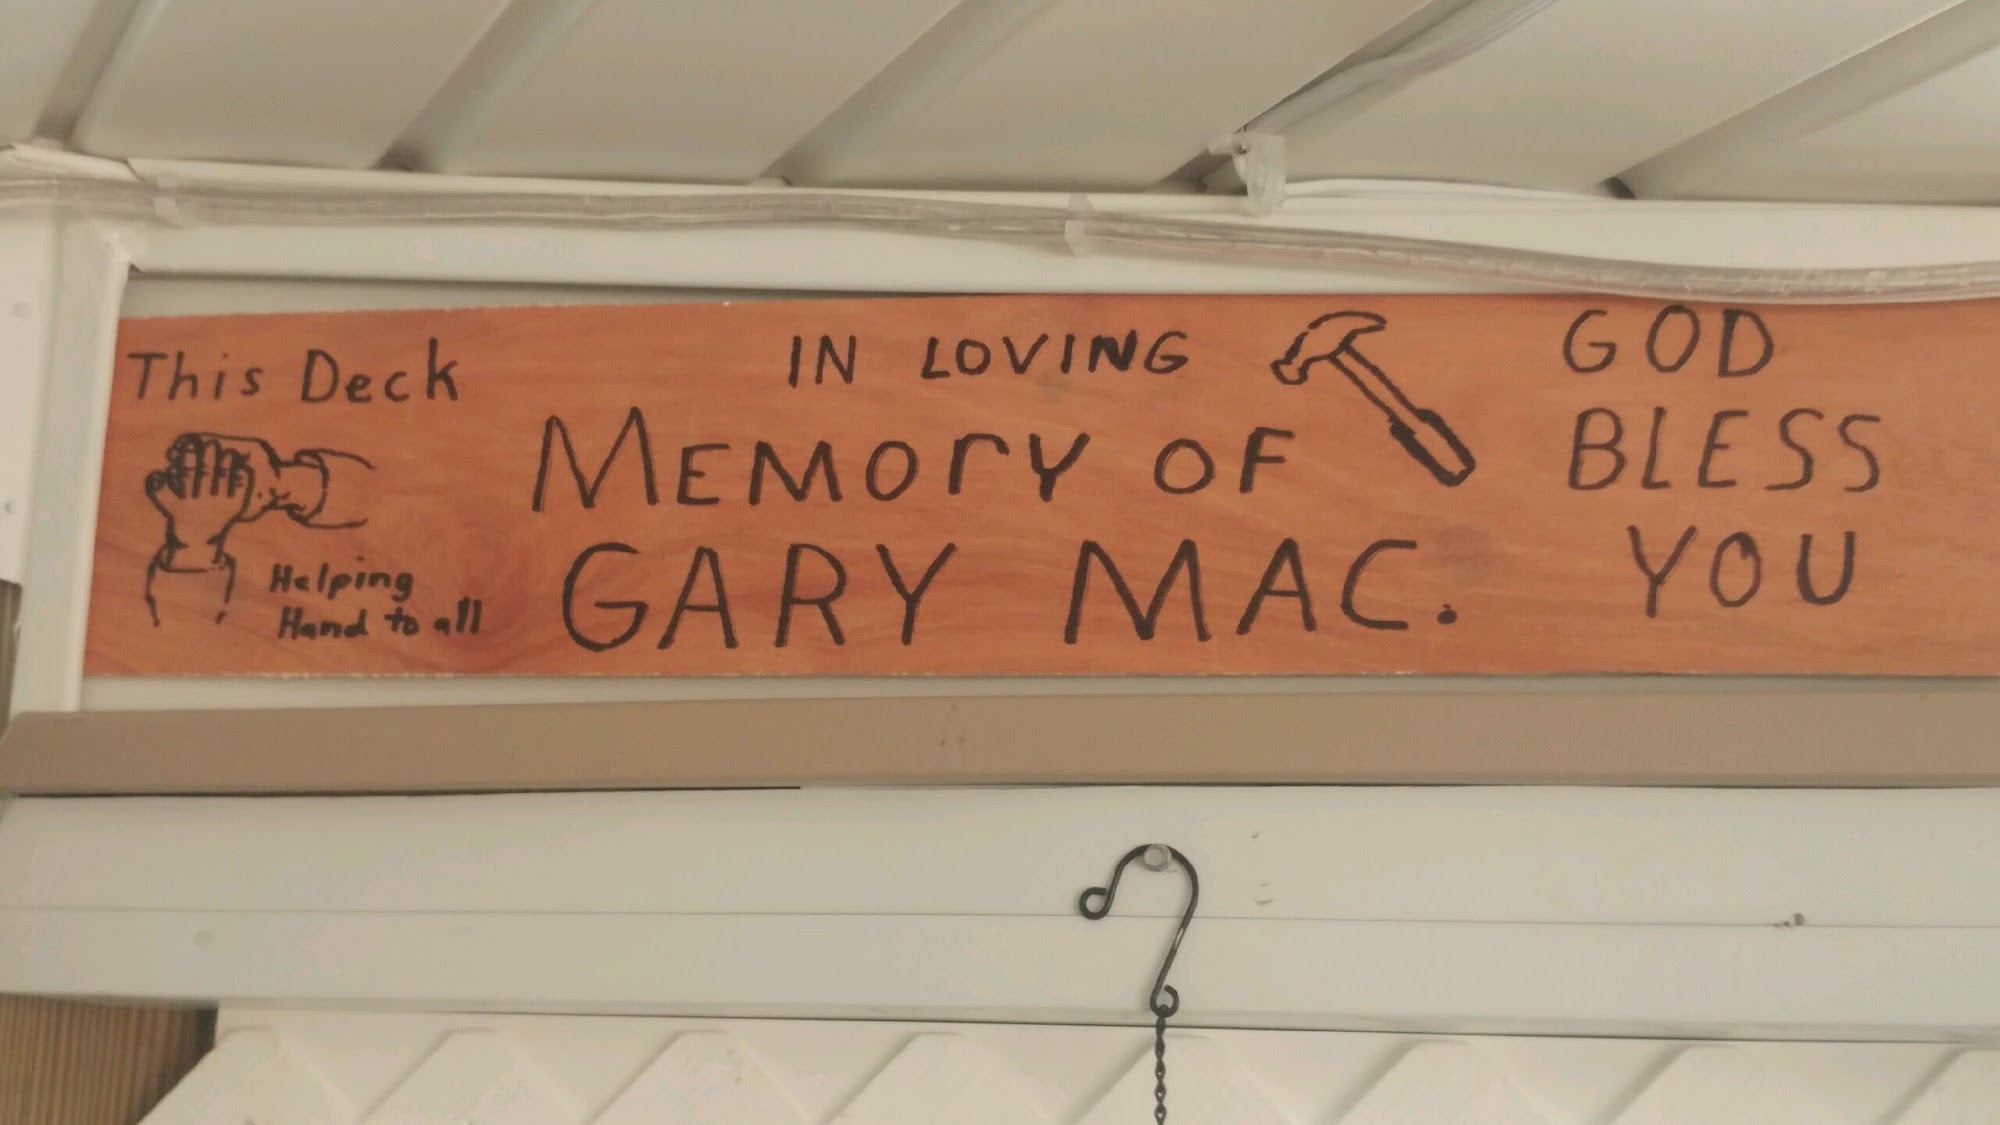 This Deck
Helping
Hand to all
IN LOVING
MEMOrY OF
GARY MAC.
GOD
BLESS
YOU